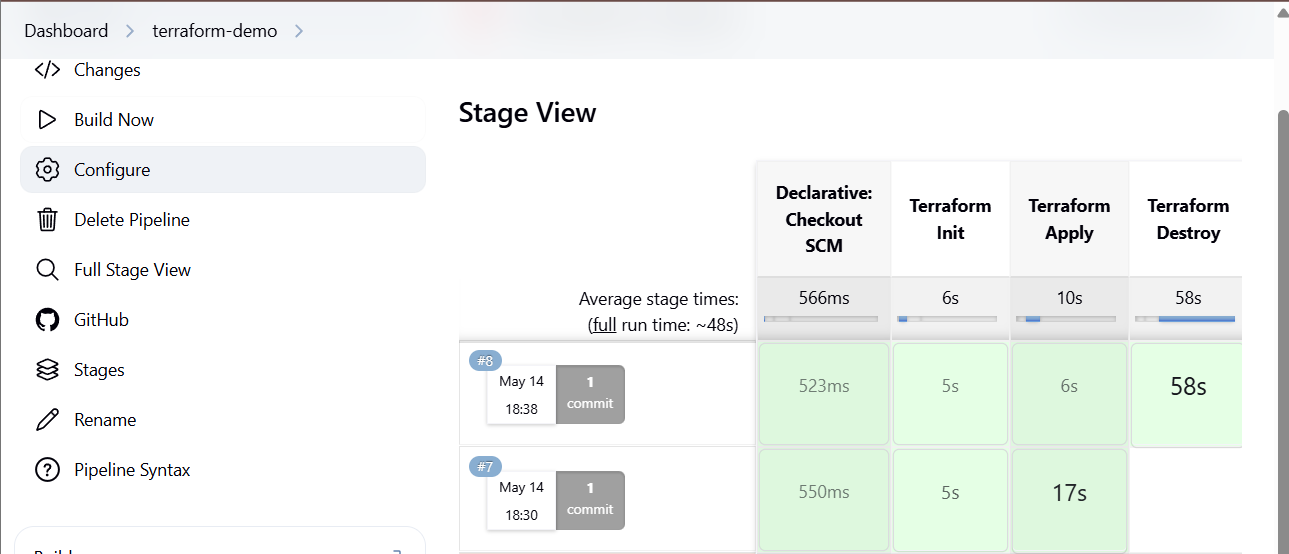 Dashboard
terraform-demo
Changes
Build Now
Configure
Delete Pipeline
Full Stage View
GitHub
Stages
Rename
Pipeline Syntax
Stage View
Declarative:
Checkout
SCM
Terraform
Init
Terraform
Apply
Terraform
Destroy
Average stage times:
(full run time: ~48s)
566ms
6s
10s
58s
#8
May 14
18:38
1
commit
523ms
5s
6s
58s
#7
May 14
18:30
1
commit
550ms
5s
17s